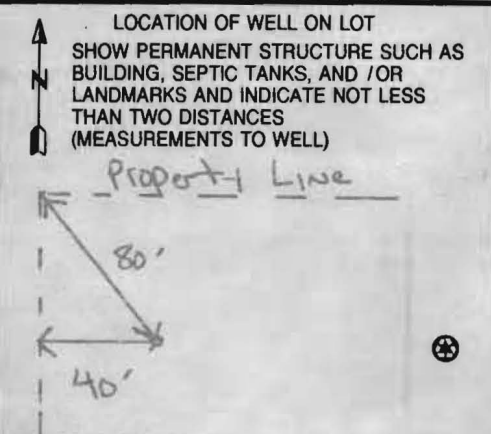 LOCATION OF WELL ON LOT
SHOW PERMANENT STRUCTURE SUCH AS
BUILDING, SEPTIC TANKS, AND / OR
LANDMARKS AND INDICATE NOT LESS
THAN TWO DISTANCES
(MEASUREMENTS TO WELL)
N
Property Line
80'
40'